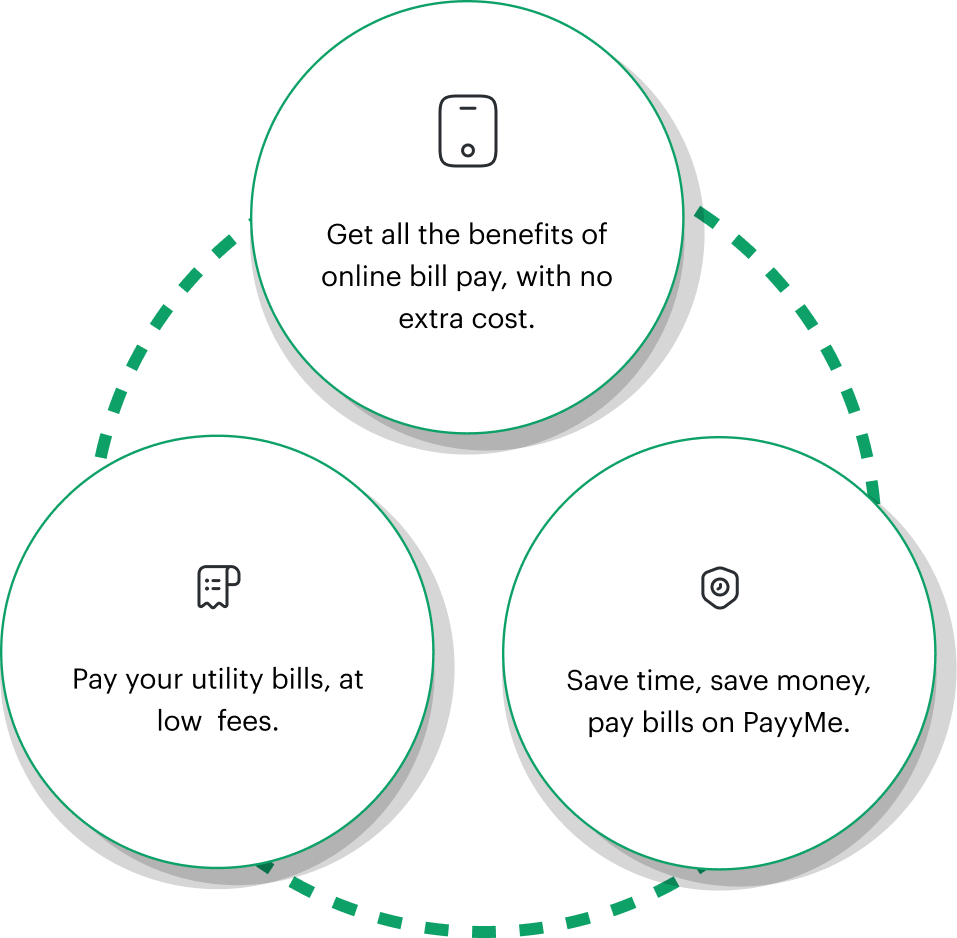 Get all the benefits of
online bill pay, with no
extra cost.
Pay your utility bills, at
low  fees.
Save time, save money,
pay bills on PayyMe.